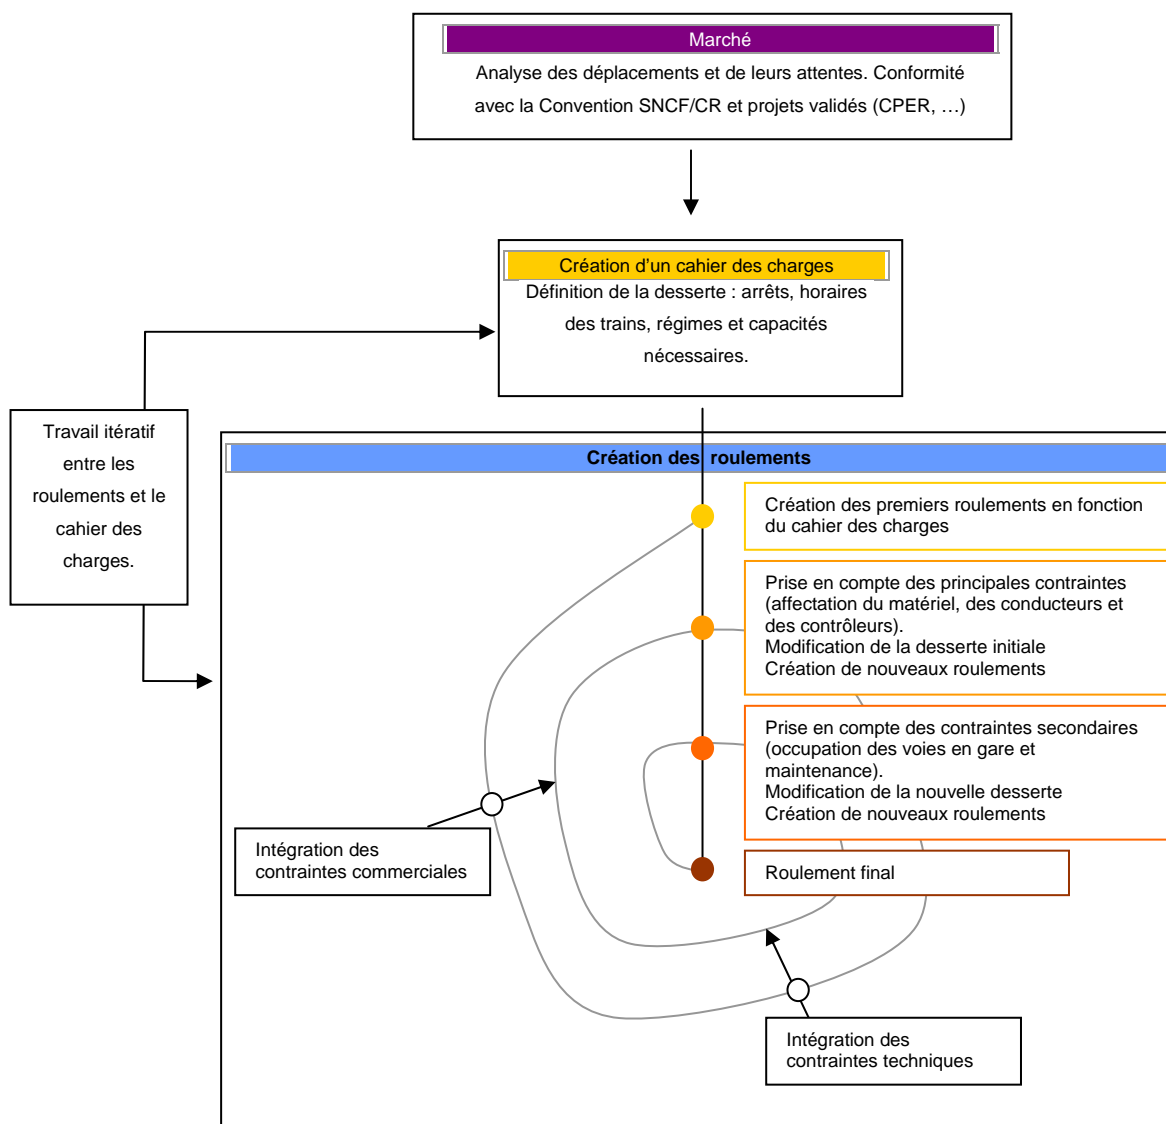 Marché
Analyse des déplacements et de leurs attentes. Conformité
avec la Convention SNCF/CR et projets validés (CPER, …)
Création d'un cahier des charges
Définition de la desserte : arrêts, horaires
des trains, régimes et capacités
nécessaires.
Travail itératif
entre les
roulements et le
cahier des
charges.
Création des roulements
Création des premiers roulements en fonction
du cahier des charges
Prise en compte des principales contraintes
(affectation du matériel, des conducteurs et
des contrôleurs).
Modification de la desserte initiale
Création de nouveaux roulements
Prise en compte des contraintes secondaires
(occupation des voies en gare et
maintenance).
Modification de la nouvelle desserte
Création de nouveaux roulements
Intégration des
contraintes commerciales
Roulement final
Intégration des
contraintes techniques